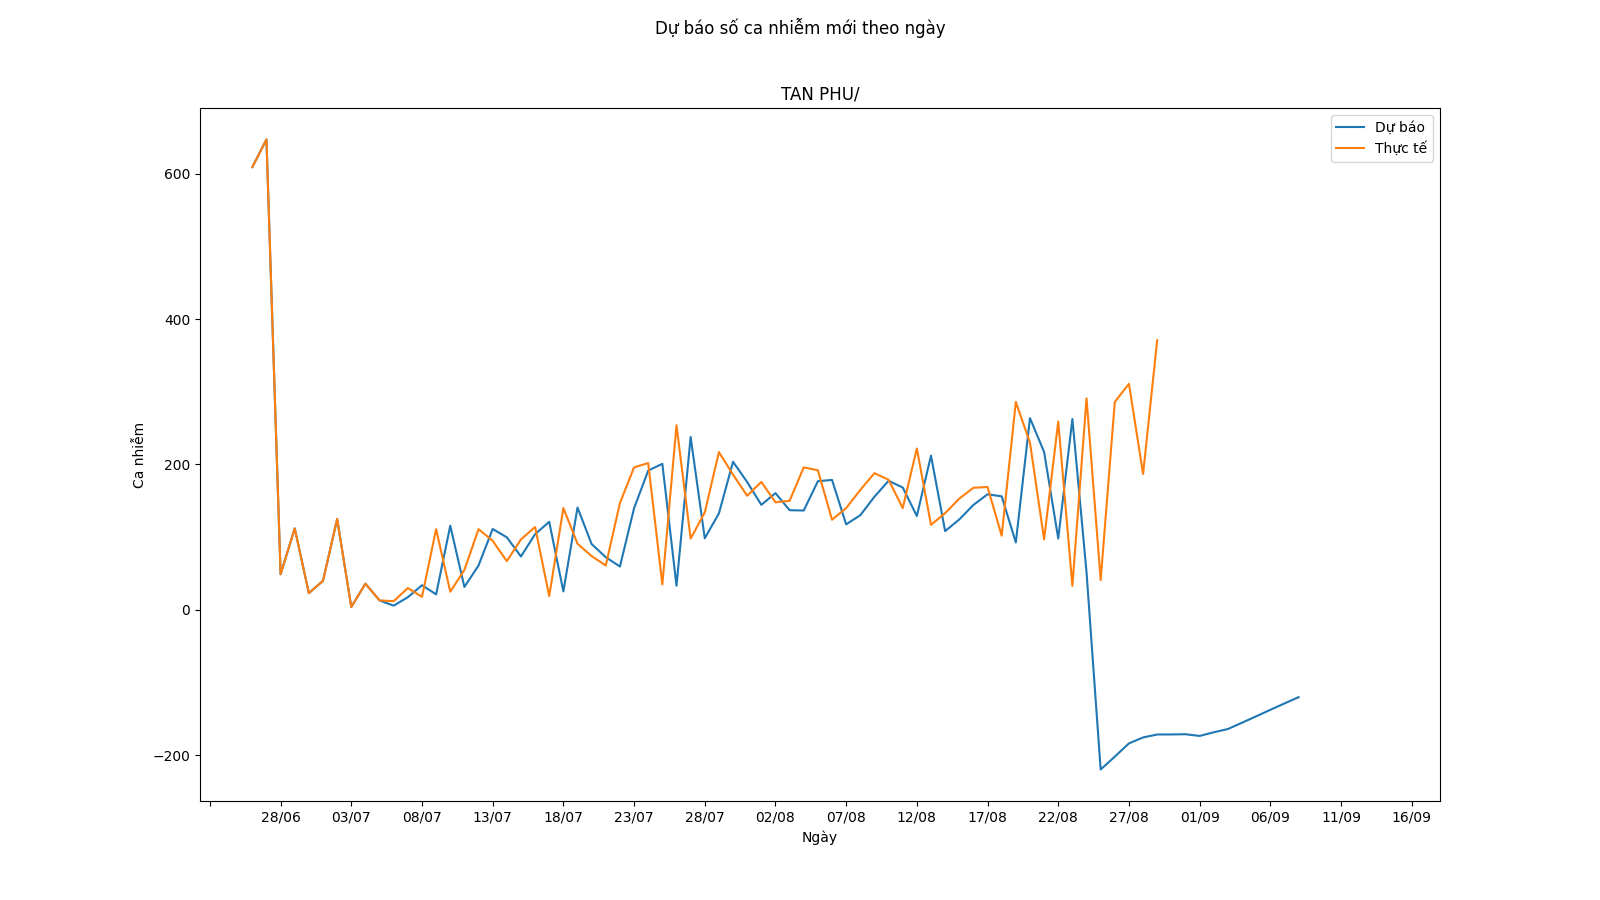 Dự báo số ca nhiễm mới theo ngày
TAN PHU/
Dự báo
Thực tế
600
400
200
0
−200
Ca nhiễm
28/06 03/07 08/07 13/07 18/07 23/07 28/07 02/08 07/08 12/08 17/08 22/08 27/08 01/09 06/09 11/09 16/09
Ngày